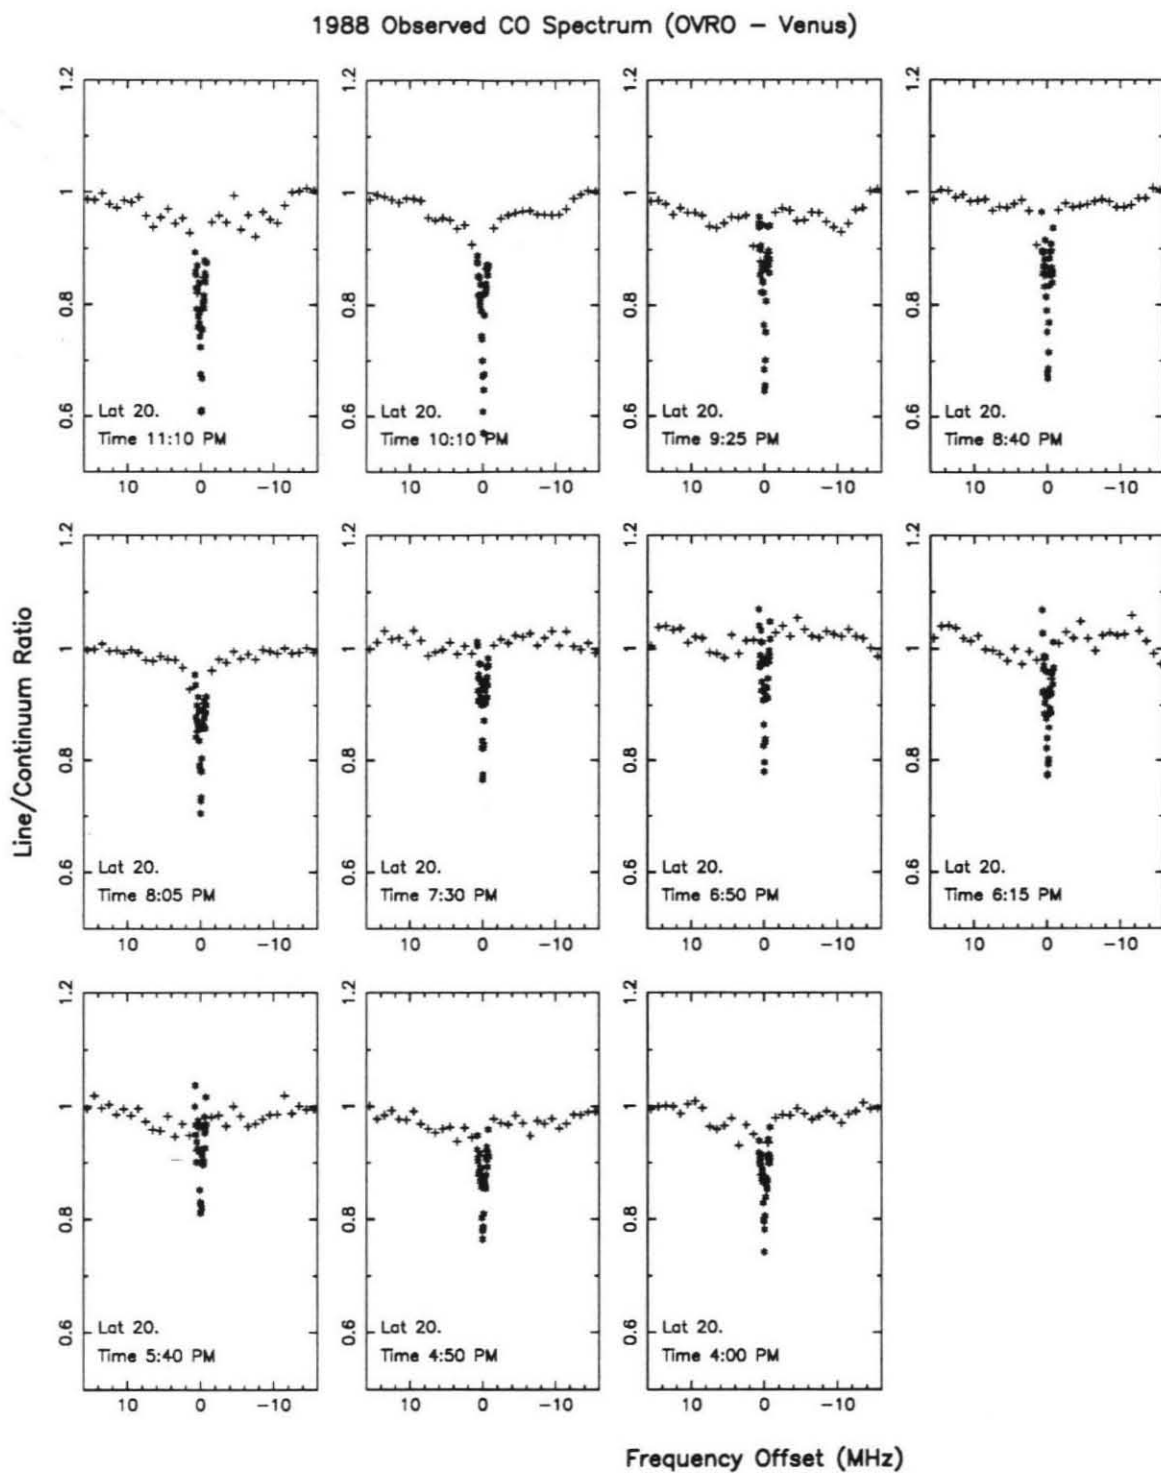 1988 Observed CO Spectrum (OVRO – Venus)
Line/Continuum Ratio
1.2
1
0.8
0.6
Lat 20.
Time 11:10 PM
10 0 −10
Lat 20.
Time 10:10 PM
10 0 −10
1.2
1
0.8
0.6
Lat 20.
Time 9:25 PM
10 0 −10
1.2
1
0.8
0.6
Lat 20.
Time 8:40 PM
10 0 −10
1.2
1
0.8
0.6
Lat 20.
Time 8:05 PM
10 0 −10
1.2
1
0.8
0.6
Lat 20.
Time 7:30 PM
10 0 −10
1.2
1
0.8
0.6
Lat 20.
Time 6:50 PM
10 0 −10
1.2
1
0.8
0.6
Lat 20.
Time 6:15 PM
10 0 −10
1.2
1
0.8
0.6
Lat 20.
Time 5:40 PM
10 0 −10
1.2
1
0.8
0.6
Lat 20.
Time 4:50 PM
10 0 −10
1.2
1
0.8
0.6
Lat 20.
Time 4:00 PM
10 0 −10
Frequency Offset (MHz)